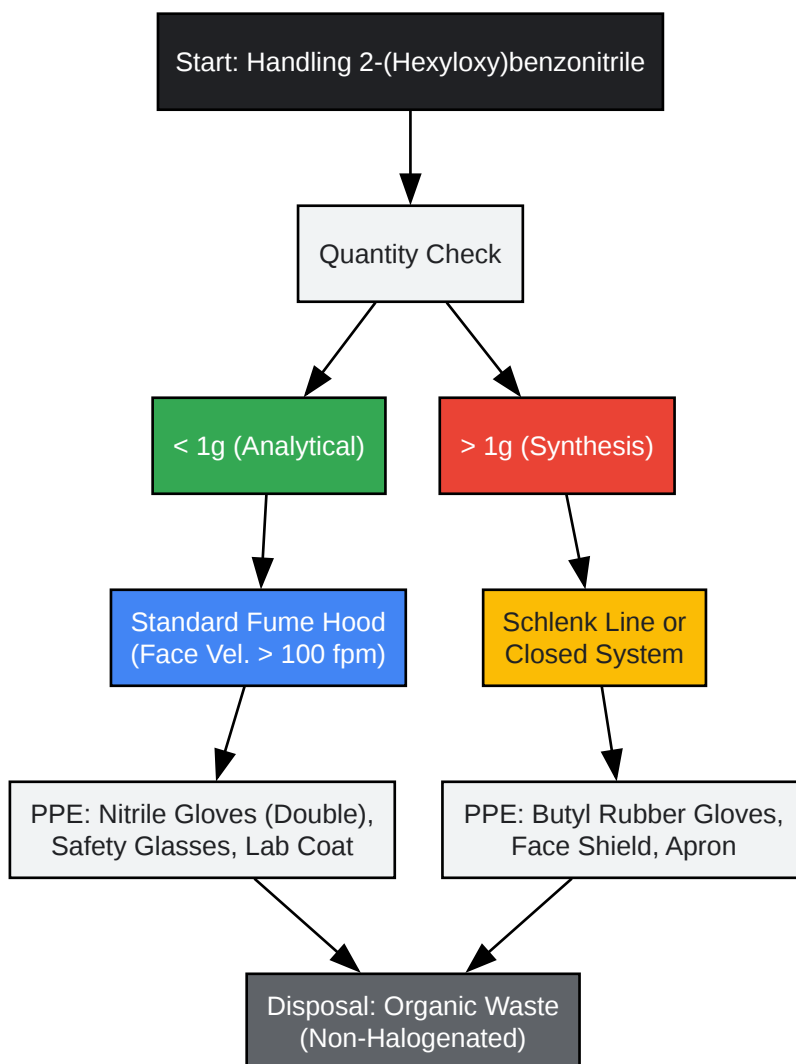 Start: Handling 2-(Hexyloxy)benzonitrile
Quantity Check
< 1g (Analytical)
> 1g (Synthesis)
Standard Fume Hood
(Face Vel. > 100 fpm)
Schlenk Line or
Closed System
PPE: Nitrile Gloves (Double),
Safety Glasses, Lab Coat
PPE: Butyl Rubber Gloves,
Face Shield, Apron
Disposal: Organic Waste
(Non-Halogenated)